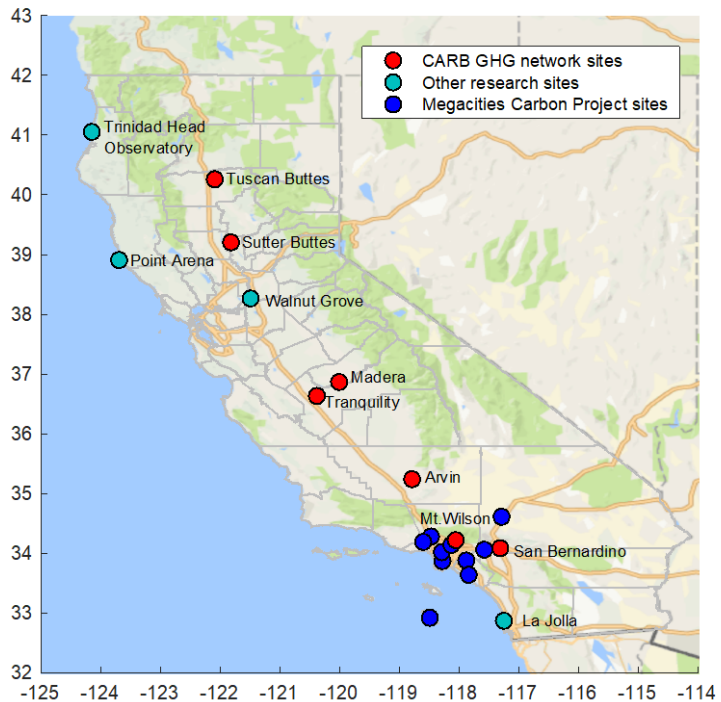 43
42
41
40
39
38
37
36
35
34
33
32
-125
-124
-123
-122
-121
-120
-119
-118
-117
-116
-115
-114
CARB GHG network sites
Other research sites
Megacities Carbon Project sites
Trinidad Head
Observatory
Tuscan Buttes
Sutter Buttes
Point Arena
Walnut Grove
Madera
Tranquility
Arvin
Mt.Wilson
San Bernardino
La Jolla